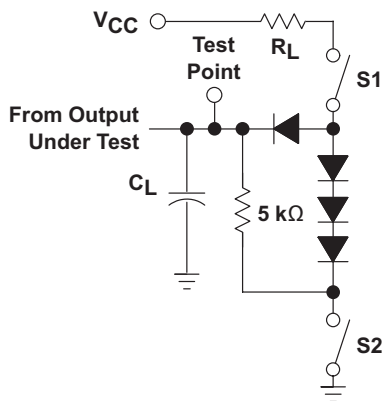 VCC
RL
Test
Point
S1
From Output
Under Test
CL
5 kΩ
S2